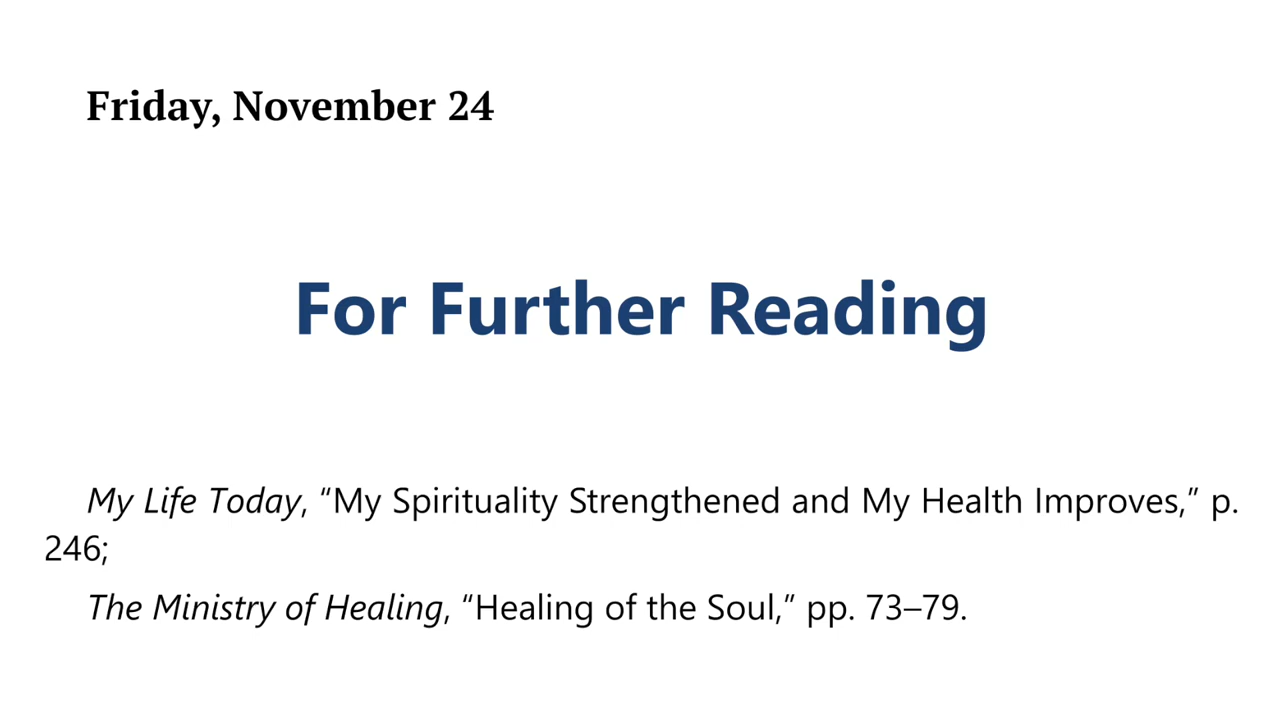 Friday, November 24
For Further Reading
My Life Today, “My Spirituality Strengthened and My Health Improves,” p.
246;
The Ministry of Healing, “Healing of the Soul,” pp. 73–79.